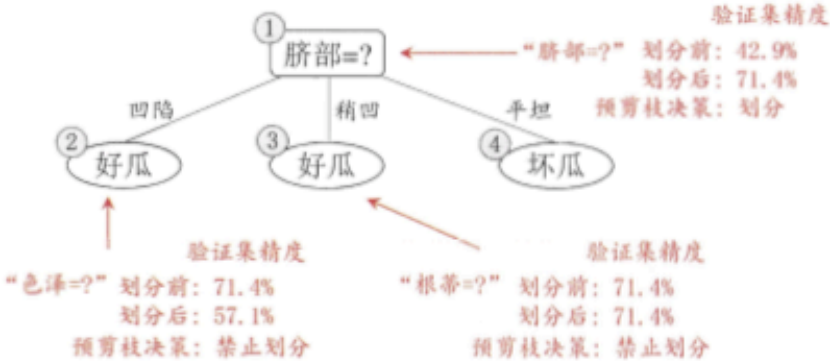 验证集精度
① 脐部=?
“脐部=?” 划分前: 42.9%
划分后: 71.4%
预剪枝决策: 划分
凹陷 稍凹 平坦
② 好瓜 ③ 好瓜 ④ 坏瓜
验证集精度
“色泽=?” 划分前: 71.4%
划分后: 57.1%
预剪枝决策: 禁止划分
验证集精度
“根蒂=?” 划分前: 71.4%
划分后: 71.4%
预剪枝决策: 禁止划分